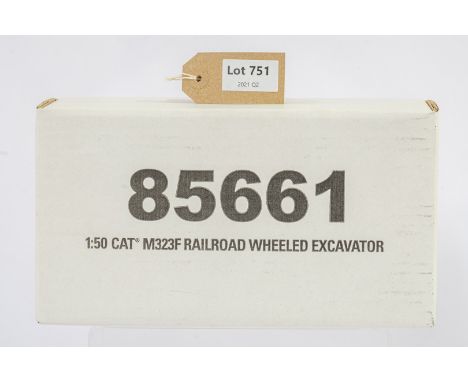 Lot 751
2021 Q2
85661
1:50 CAT® M323F RAILROAD WHEELED EXCAVATOR